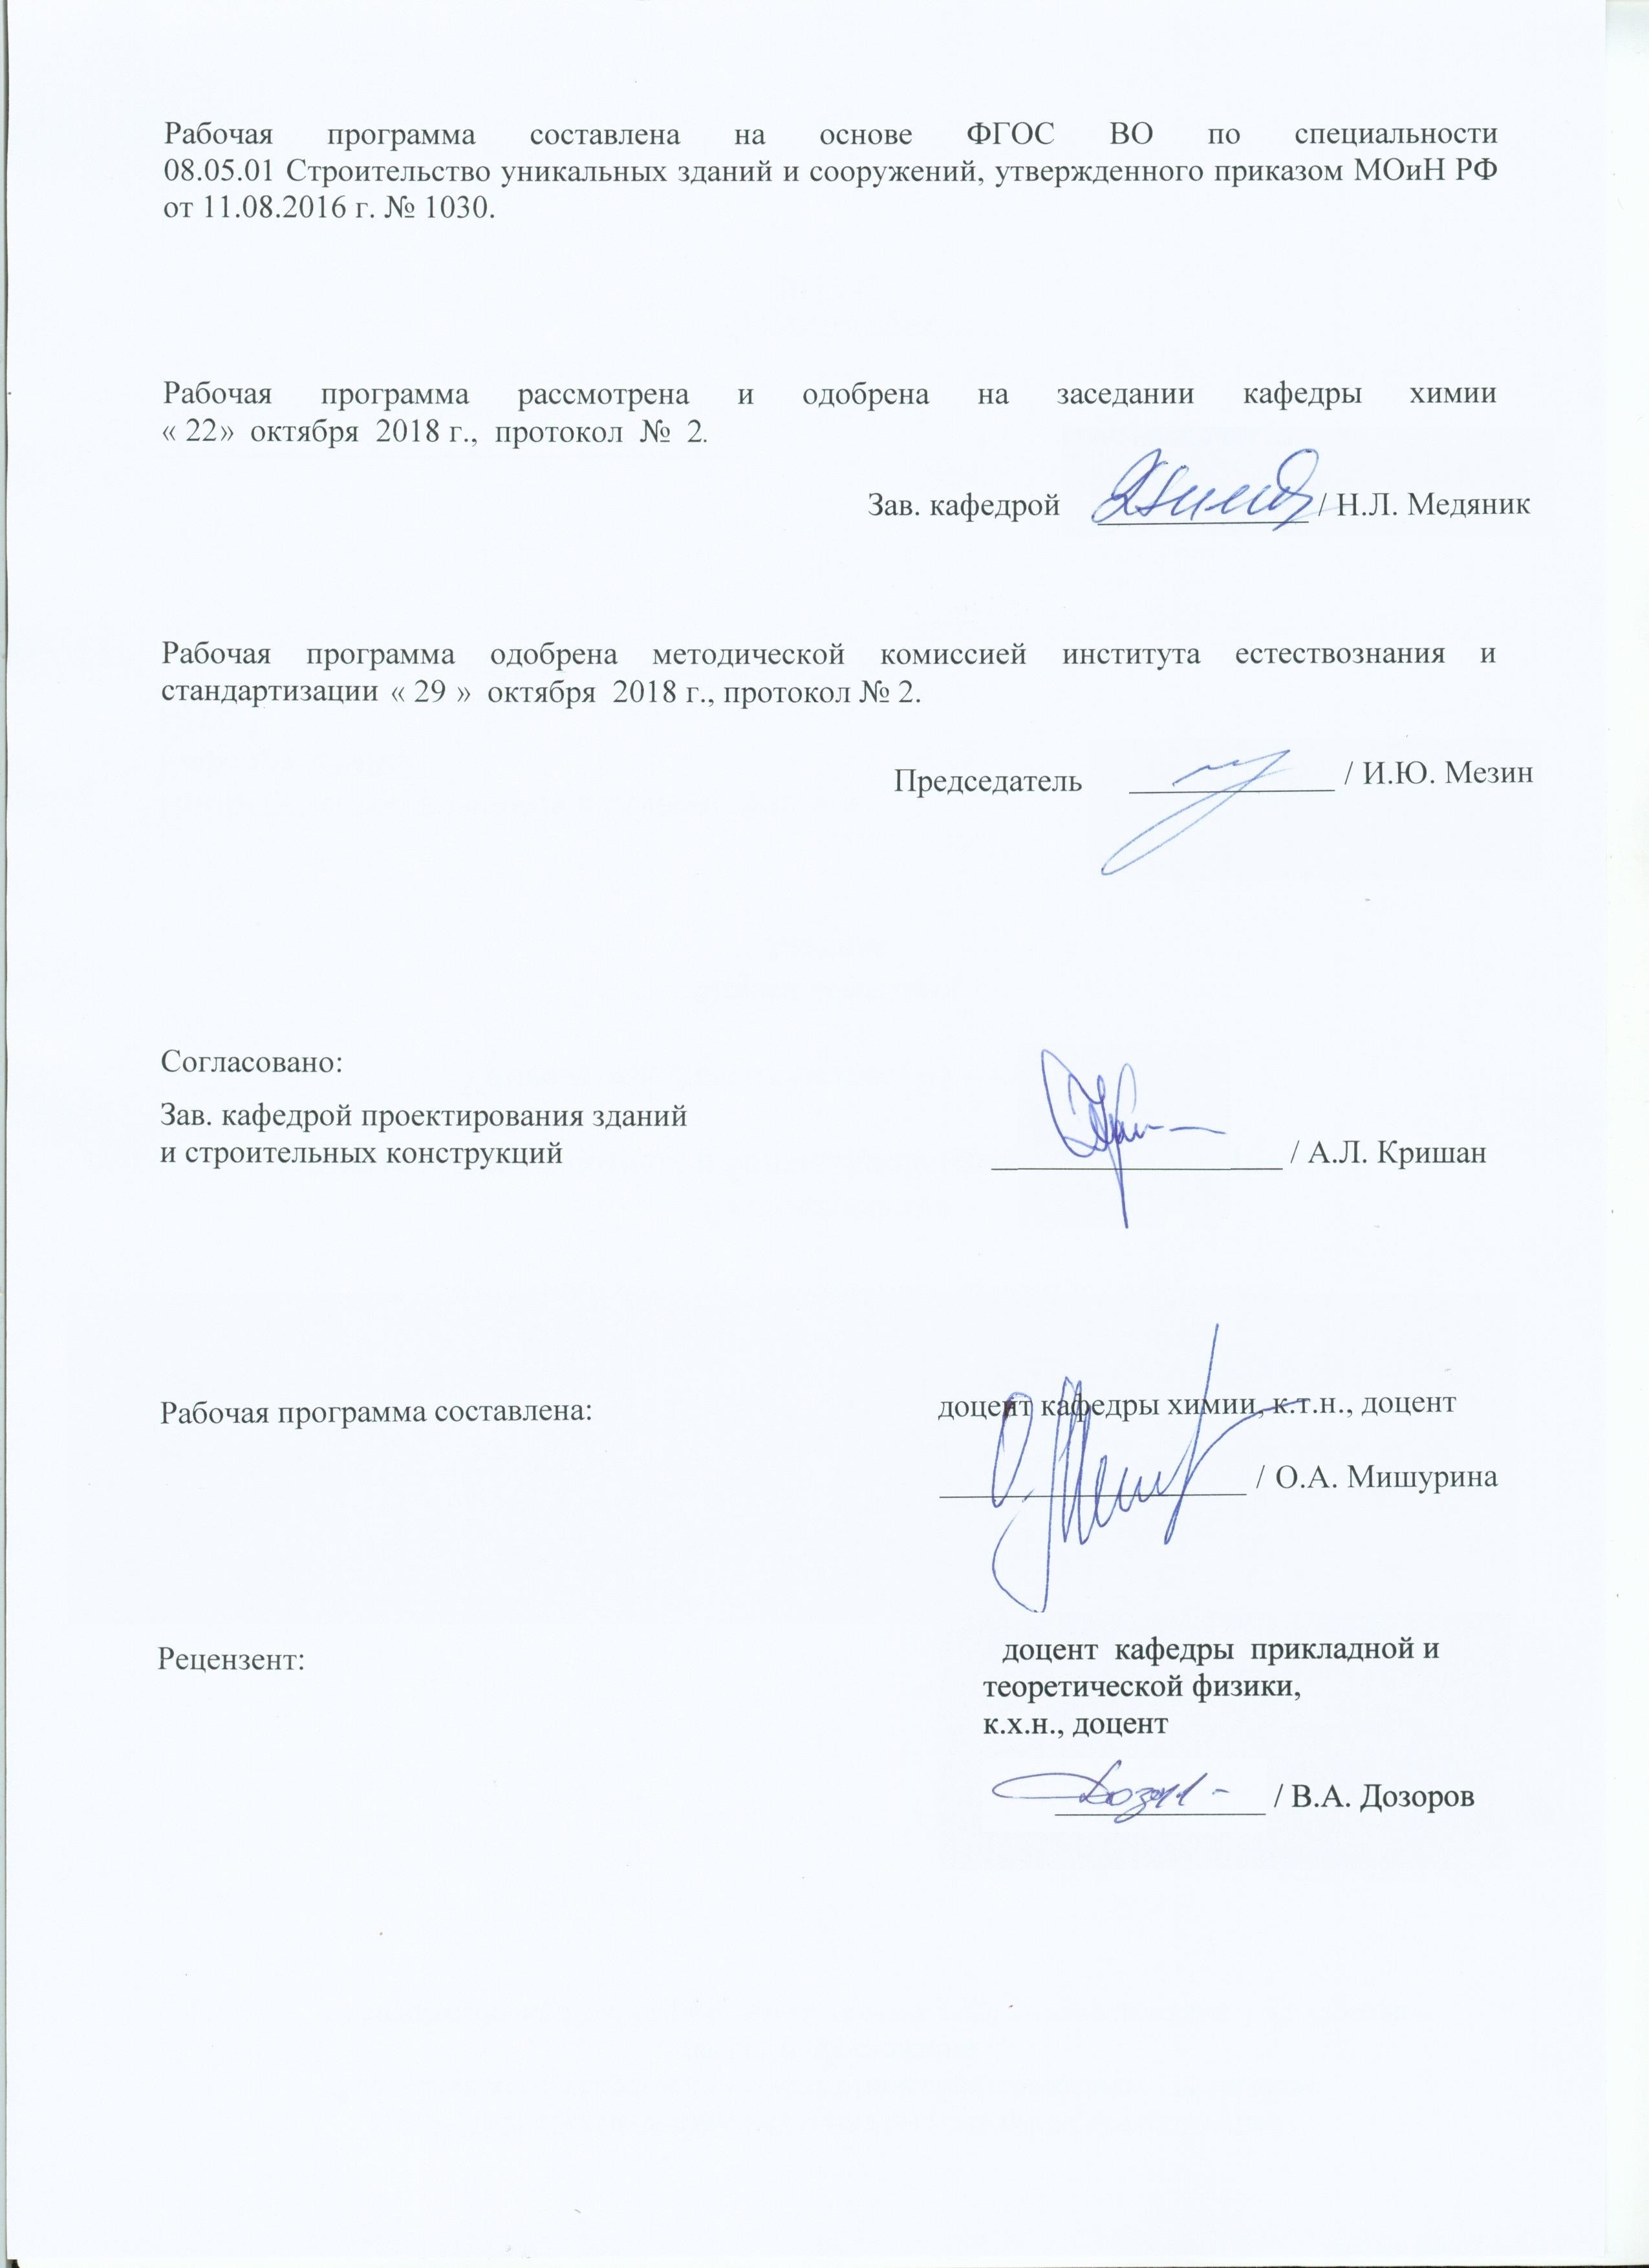 Рабочая программа составлена на основе ФГОС ВО по специальности
08.05.01 Строительство уникальных зданий и сооружений, утвержденного приказом МОиН РФ
от 11.08.2016 г. № 1030.
Рабочая программа рассмотрена и одобрена на заседании кафедры химии
« 22» октября 2018 г., протокол № 2.
Зав. кафедрой / Н.Л. Медяник
Рабочая программа одобрена методической комиссией института естествознания и
стандартизации « 29 » октября 2018 г., протокол № 2.
Председатель / И.Ю. Мезин
Согласовано:
Зав. кафедрой проектирования зданий
и строительных конструкций / А.Л. Кришан
Рабочая программа составлена: доцент кафедры химии, к.т.н., доцент
/ О.А. Мишурина
Рецензент: доцент кафедры прикладной и
теоретической физики,
к.х.н., доцент
/ В.А. Дозоров